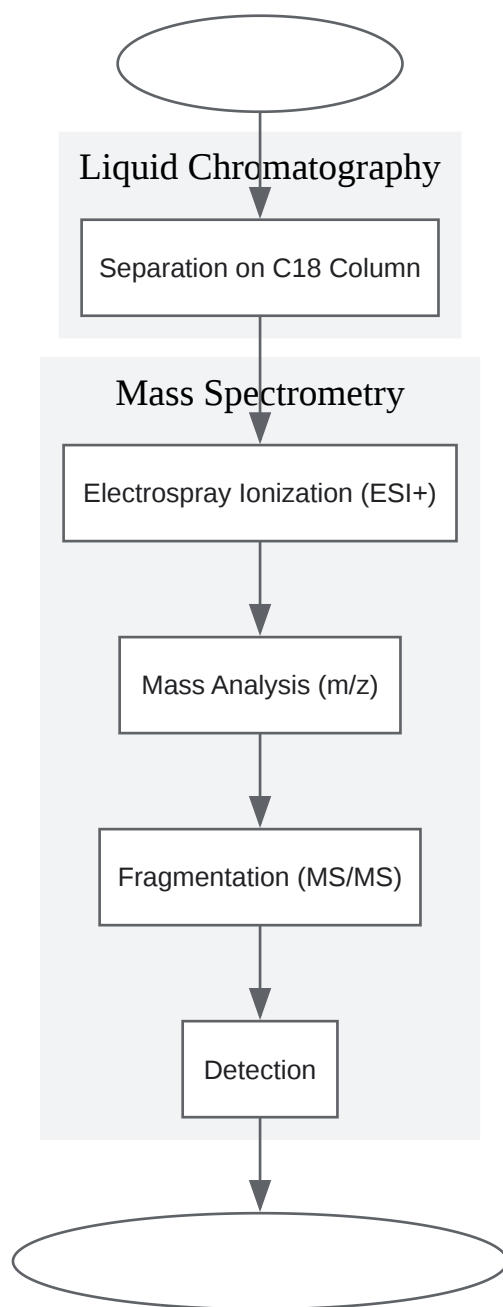 Liquid Chromatography
Separation on C18 Column
Mass Spectrometry
Electrospray Ionization (ESI+)
Mass Analysis (m/z)
Fragmentation (MS/MS)
Detection